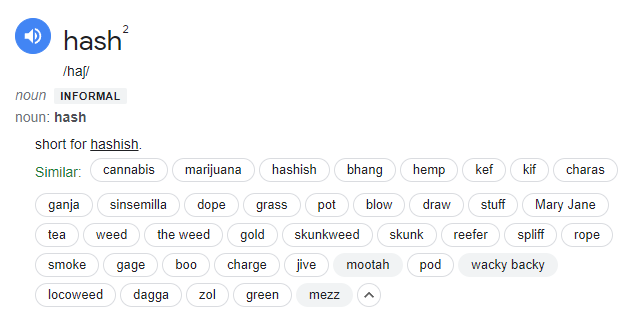 hash2
/haʃ/
noun INFORMAL
noun: hash
short for hashish.
Similar: cannabis marijuana hashish bhang hemp kef kif charas
ganja sinsemilla dope grass pot blow draw stuff Mary Jane
tea weed the weed gold skunkweed skunk reefer spliff rope
smoke gage boo charge jive mootah pod wacky backy
locoweed dagga zol green mezz